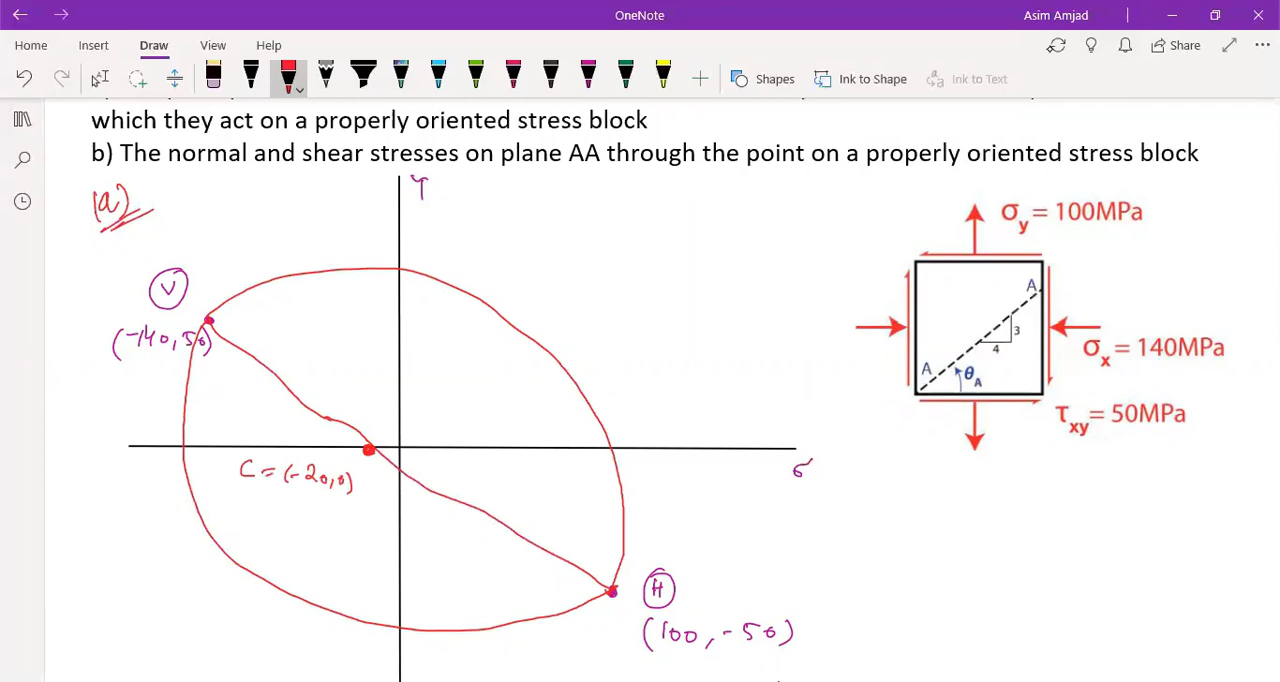 OneNote
Asim Amjad
Home Insert Draw View Help
Share
Shapes
Ink to Shape
Ink to Text
which they act on a properly oriented stress block
b) The normal and shear stresses on plane AA through the point on a properly oriented stress block
(a)
τ
V
(-140, 50)
C = (-20,0)
σ
H
(100, -50)
σy = 100MPa
A
3
4
A
θA
σx = 140MPa
τxy = 50MPa